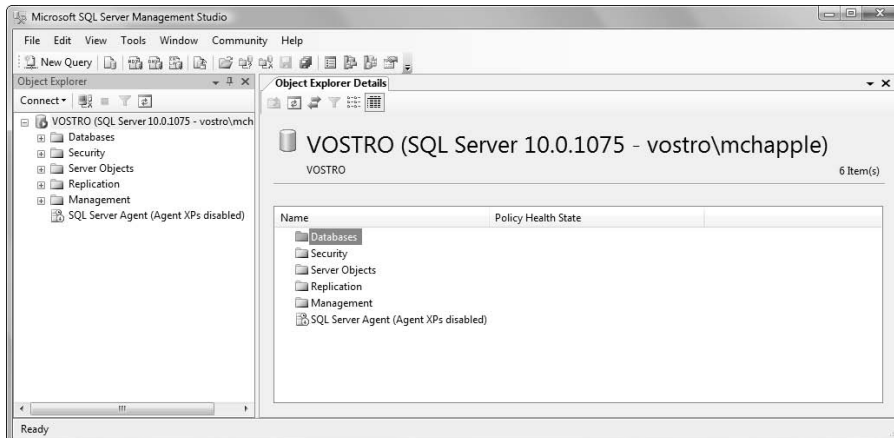 Microsoft SQL Server Management Studio
File Edit View Tools Window Community Help
New Query
Object Explorer
Connect
VOSTRO (SQL Server 10.0.1075 - vostro\mch
Databases
Security
Server Objects
Replication
Management
SQL Server Agent (Agent XPs disabled)
Object Explorer Details
VOSTRO (SQL Server 10.0.1075 - vostro\mchapple)
VOSTRO 6 Item(s)
Name Policy Health State
Databases
Security
Server Objects
Replication
Management
SQL Server Agent (Agent XPs disabled)
Ready